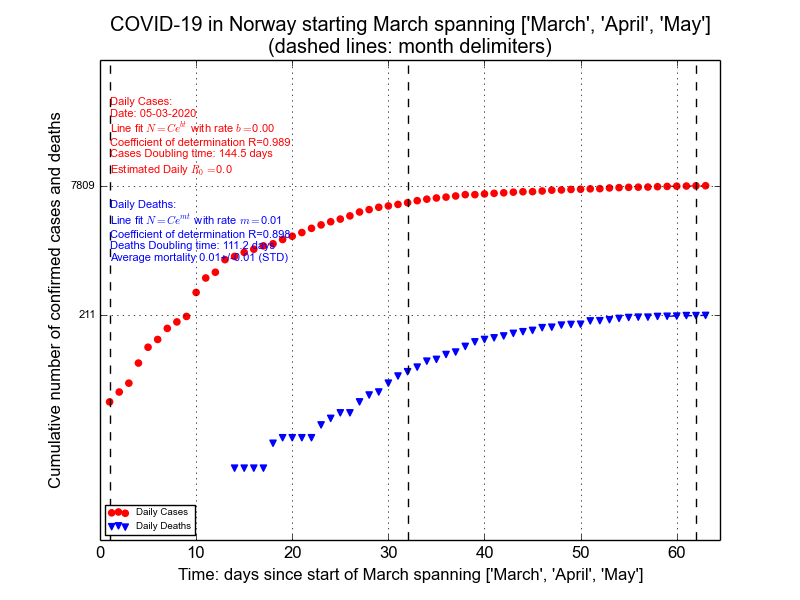 COVID-19 in Norway starting March spanning ['March', 'April', 'May']
(dashed lines: month delimiters)
Cumulative number of confirmed cases and deaths
Daily Cases:
Date: 05-03-2020
Line fit N = Ce^{bt} with rate b =0.00
Coefficient of determination R=0.989
Cases Doubling time: 144.5 days
Estimated Daily R_0 =0.0
7809
Daily Deaths:
Line fit N = Ce^{mt} with rate m =0.01
Coefficient of determination R=0.898
Deaths Doubling time: 111.2 days
Average mortality 0.01+/-0.01 (STD)
211
Daily Cases
Daily Deaths
0 10 20 30 40 50 60
Time: days since start of March spanning ['March', 'April', 'May']